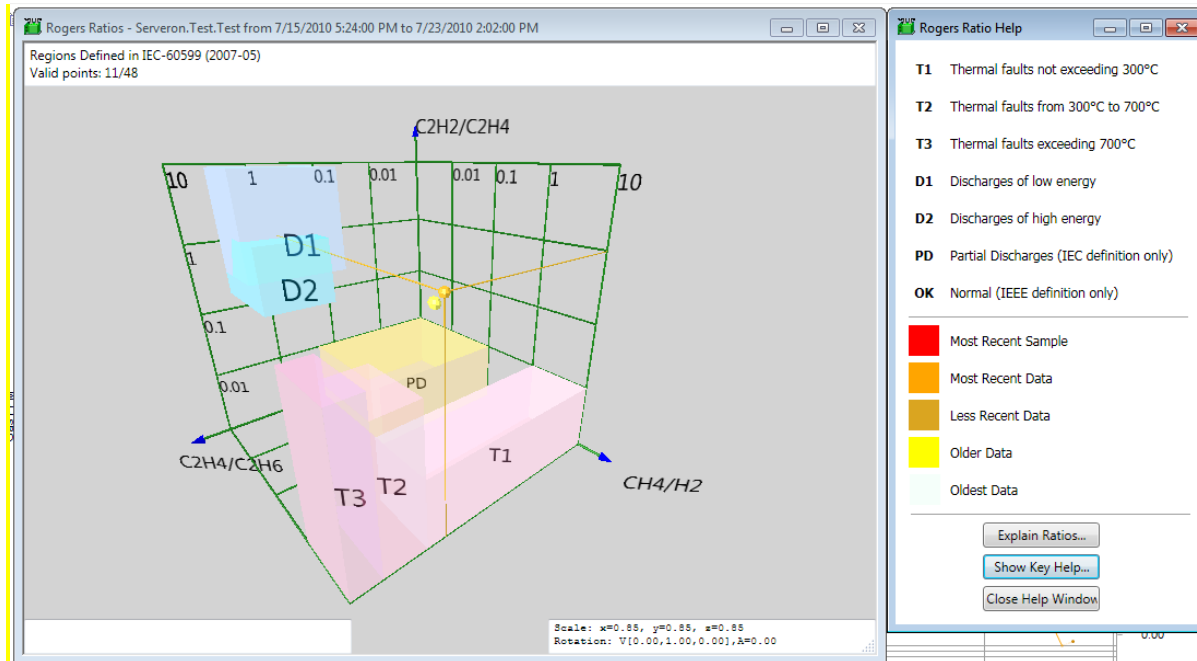 Rogers Ratios - Serveron.Test.Test from 7/15/2010 5:24:00 PM to 7/23/2010 2:02:00 PM
Regions Defined in IEC-60599 (2007-05)
Valid points: 11/48
C2H2/C2H4
10 1 0.1 0.01 0.01 0.1 1 10
D1
1
D2
0.1
PD
0.01
T1
C2H4/C2H6
T2
CH4/H2
T3
Scale: x=0.85, y=0.85, z=0.85
Rotation: V[0.00,1.00,0.00],A=0.00
Rogers Ratio Help
T1 Thermal faults not exceeding 300°C
T2 Thermal faults from 300°C to 700°C
T3 Thermal faults exceeding 700°C
D1 Discharges of low energy
D2 Discharges of high energy
PD Partial Discharges (IEC definition only)
OK Normal (IEEE definition only)
Most Recent Sample
Most Recent Data
Less Recent Data
Older Data
Oldest Data
Explain Ratios...
Show Key Help...
Close Help Window
0.00